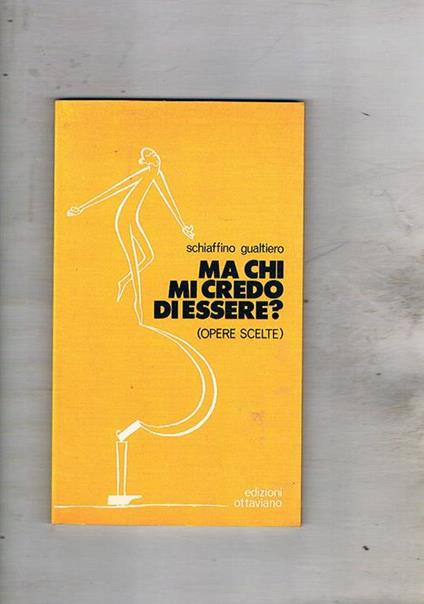 schiaffino gualtiero
MA CHI
MI CREDO
DI ESSERE?
(OPERE SCELTE)
edizioni
ottaviano